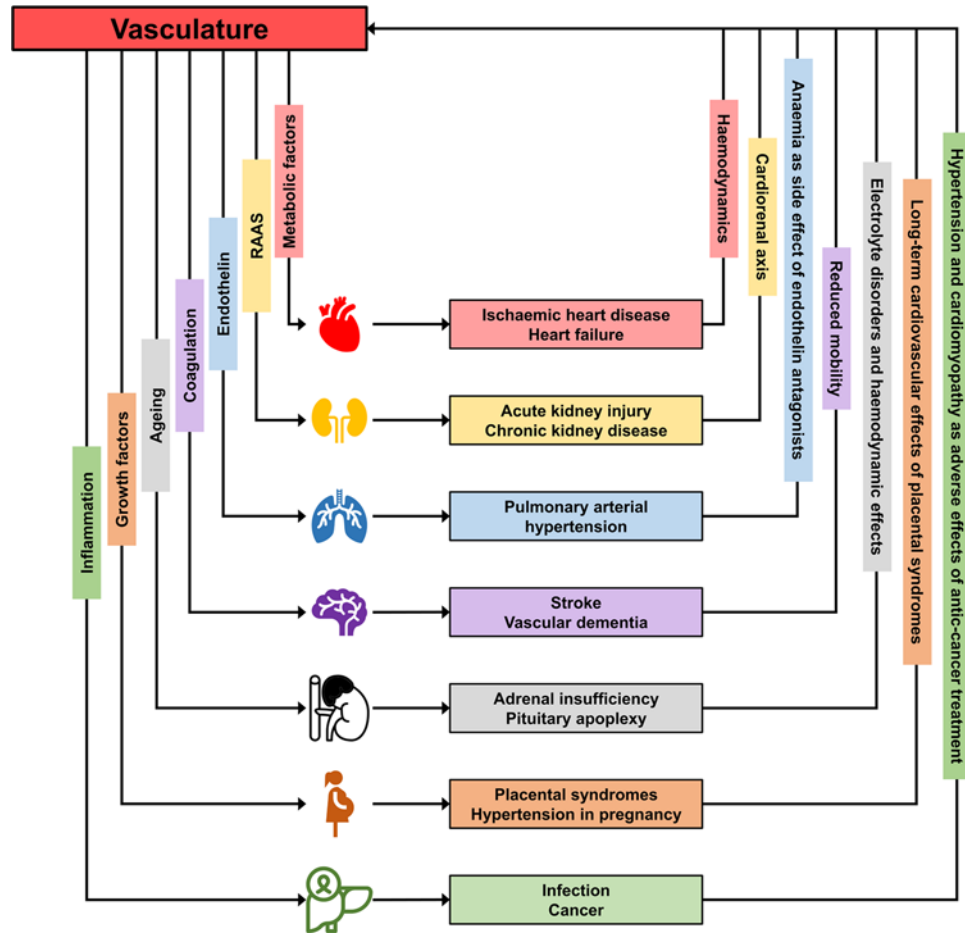 Vasculature
Inflammation
Growth factors
Ageing
Coagulation
Endothelin
RAAS
Metabolic factors
Haemodynamics
Cardiorenal axis
Anaemia as side effect of endothelin antagonists
Reduced mobility
Electrolyte disorders and haemodynamic effects
Long-term cardiovascular effects of placental syndromes
Hypertension and cardiomyopathy as adverse effects of antic-cancer treatment
Ischaemic heart disease
Heart failure
Acute kidney injury
Chronic kidney disease
Pulmonary arterial
hypertension
Stroke
Vascular dementia
Adrenal insufficiency
Pituitary apoplexy
Placental syndromes
Hypertension in pregnancy
Infection
Cancer